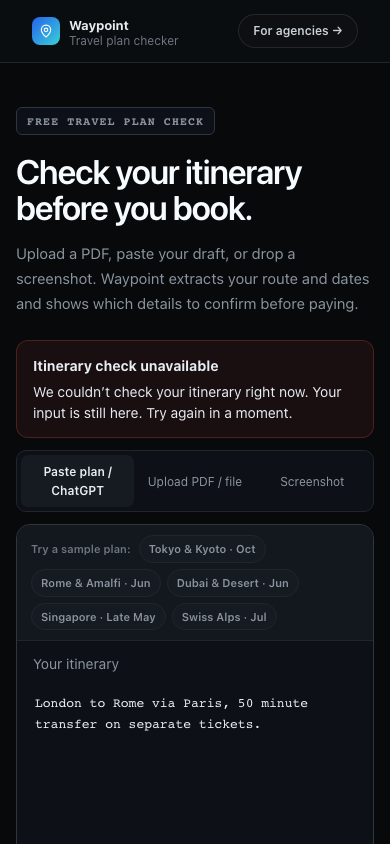 Waypoint
Travel plan checker
For agencies →
FREE TRAVEL PLAN CHECK
Check your itinerary
before you book.
Upload a PDF, paste your draft, or drop a
screenshot. Waypoint extracts your route and dates
and shows which details to confirm before paying.
Itinerary check unavailable
We couldn’t check your itinerary right now. Your
input is still here. Try again in a moment.
Paste plan /
ChatGPT
Upload PDF / file
Screenshot
Try a sample plan:
Tokyo & Kyoto · Oct
Rome & Amalfi · Jun
Dubai & Desert · Jun
Singapore · Late May
Swiss Alps · Jul
Your itinerary
London to Rome via Paris, 50 minute
transfer on separate tickets.